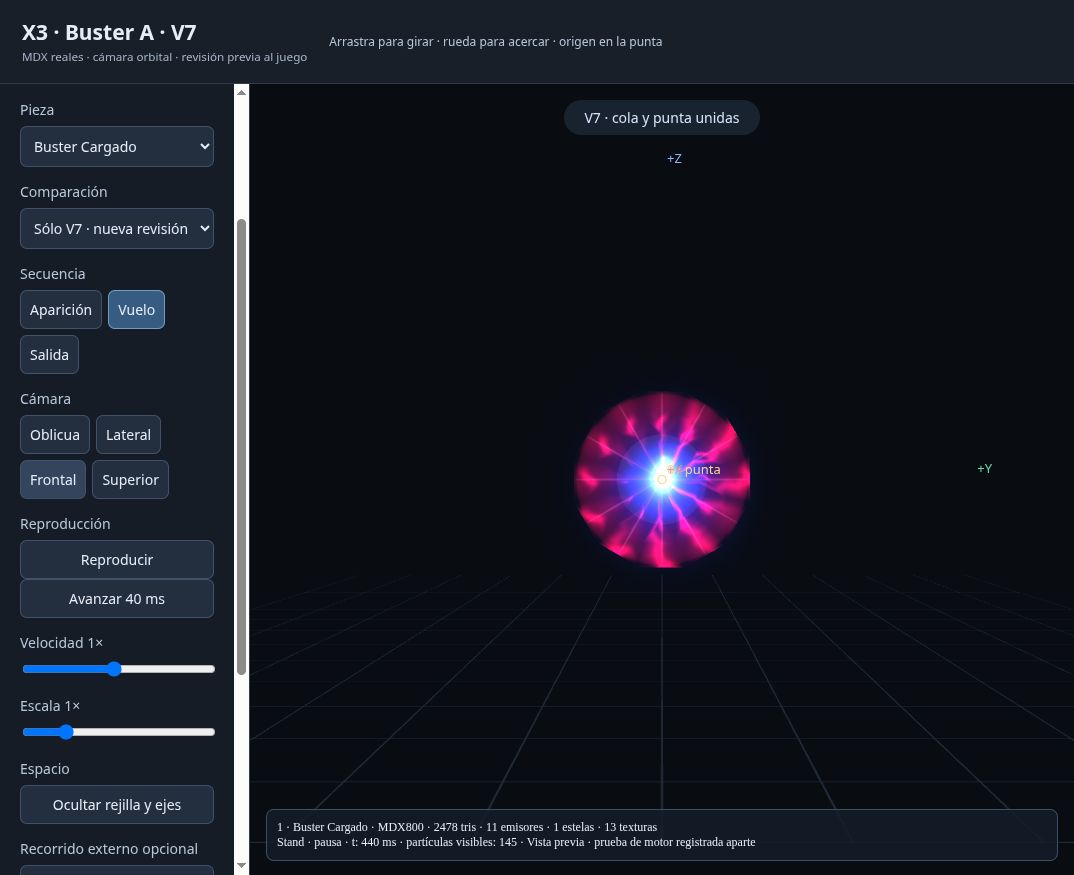 X3 · Buster A · V7
MDX reales · cámara orbital · revisión previa al juego
Arrastra para girar · rueda para acercar · origen en la punta
Pieza
Buster Cargado
Comparación
Sólo V7 · nueva revisión
Secuencia
Aparición
Vuelo
Salida
Cámara
Oblicua
Lateral
Frontal
Superior
Reproducción
Reproducir
Avanzar 40 ms
Velocidad 1×
Escala 1×
Espacio
Ocultar rejilla y ejes
Recorrido externo opcional
V7 · cola y punta unidas
+Z
punta
+Y
1 · Buster Cargado · MDX800 · 2478 tris · 11 emisores · 1 estelas · 13 texturas
Stand · pausa · t: 440 ms · partículas visibles: 145 · Vista previa · prueba de motor registrada aparte